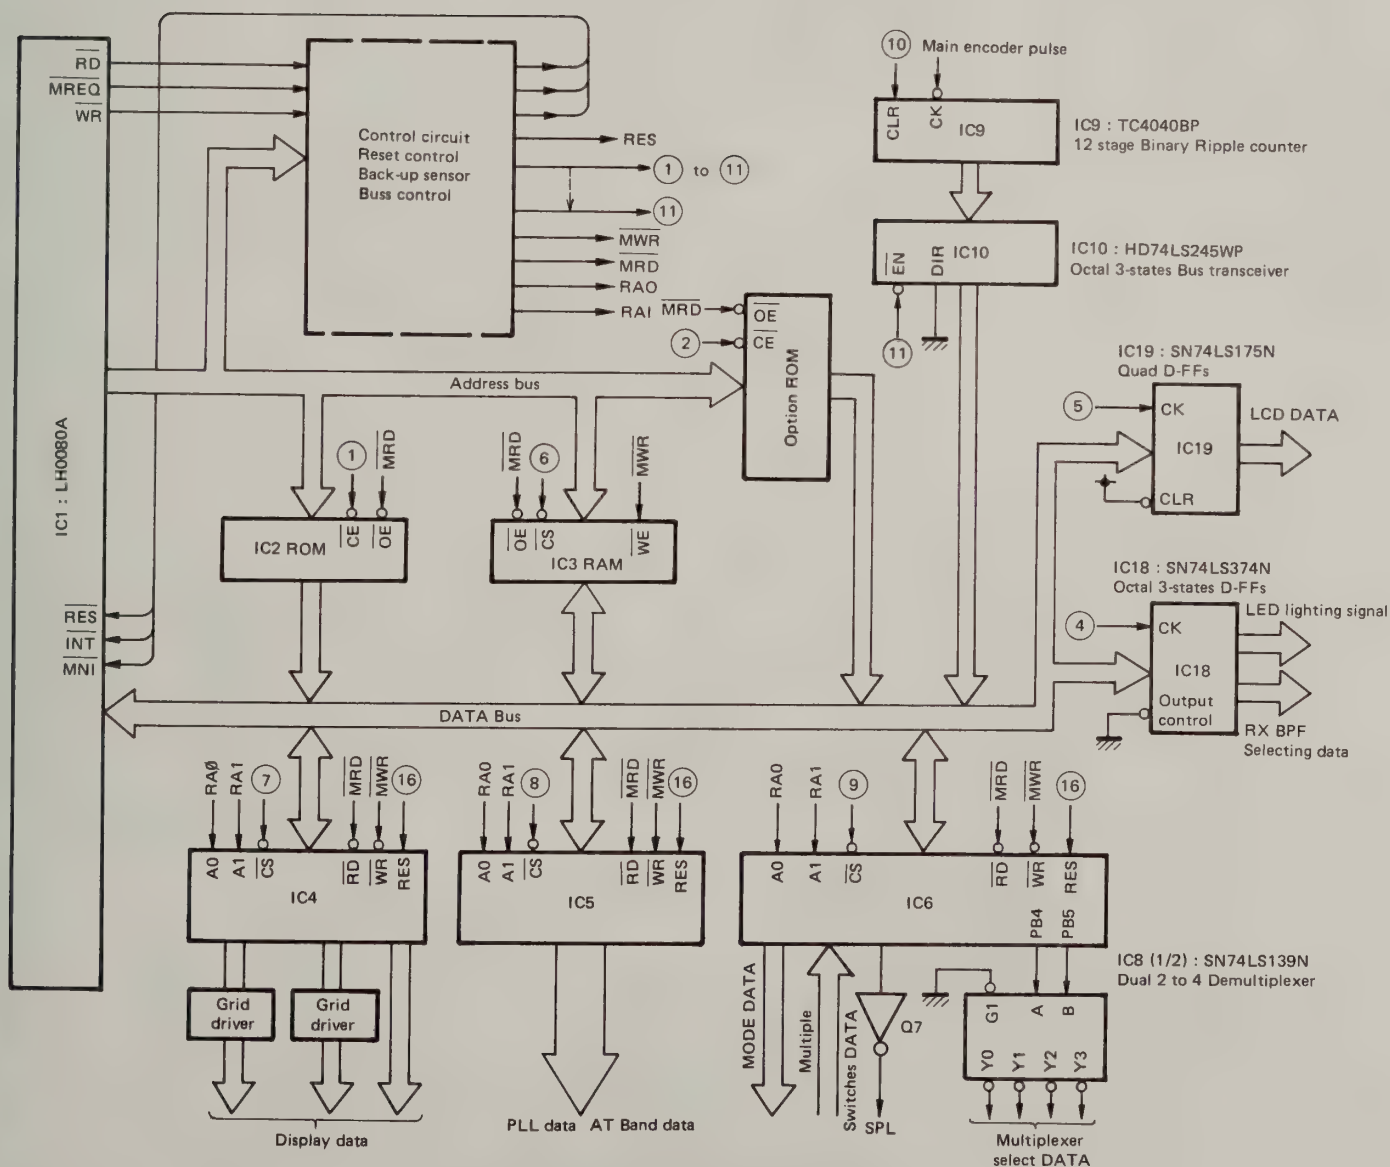 RD
MREQ
WR
IC1 : LH0080A
RES
INT
MNI
Control circuit
Reset control
Back-up sensor
Buss control
RES
1 to 11
11
MWR
MRD
RAO
RAI
10 Main encoder pulse
CLR
CK
IC9
IC9 : TC4040BP
12 stage Binary Ripple counter
EN
DIR
IC10
IC10 : HD74LS245WP
Octal 3-states Bus transceiver
11
MRD
OE
2
CE
Option ROM
Address bus
1
MRD
CE
OE
IC2 ROM
MRD
6
MWR
OE
CS
WE
IC3 RAM
IC19 : SN74LS175N
Quad D-FFs
5
CK
IC19
CLR
LCD DATA
IC18 : SN74LS374N
Octal 3-states D-FFs
4
CK
IC18
Output
control
LED lighting signal
RX BPF
Selecting data
DATA Bus
RAØ
RA1
7
MRD
MWR
16
A0
A1
CS
RD
WR
RES
IC4
Grid
driver
Grid
driver
Display data
RA0
RA1
8
MRD
MWR
16
A0
A1
CS
RD
WR
RES
IC5
PLL data AT Band data
RA0
RA1
9
MRD
MWR
16
A0
A1
CS
RD
WR
RES
IC6
PB4
PB5
MODE DATA
Multiple
Switches DATA
Q7
SPL
IC8 (1/2) : SN74LS139N
Dual 2 to 4 Demultiplexer
G1
A
B
Y0
Y1
Y2
Y3
Multiplexer
select DATA